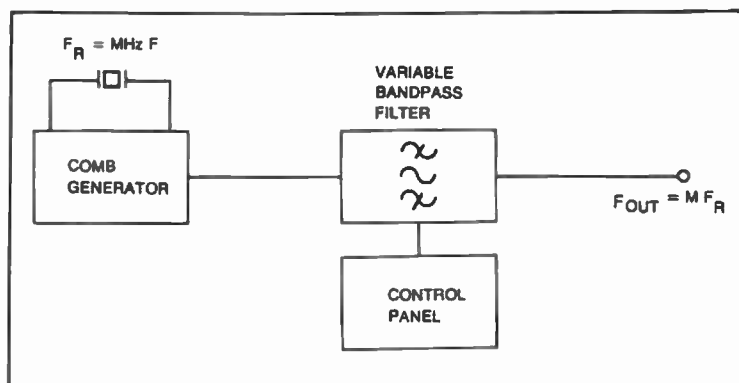 F_R = MHz F
VARIABLE
BANDPASS
FILTER
COMB
GENERATOR
F_OUT = M F_R
CONTROL
PANEL